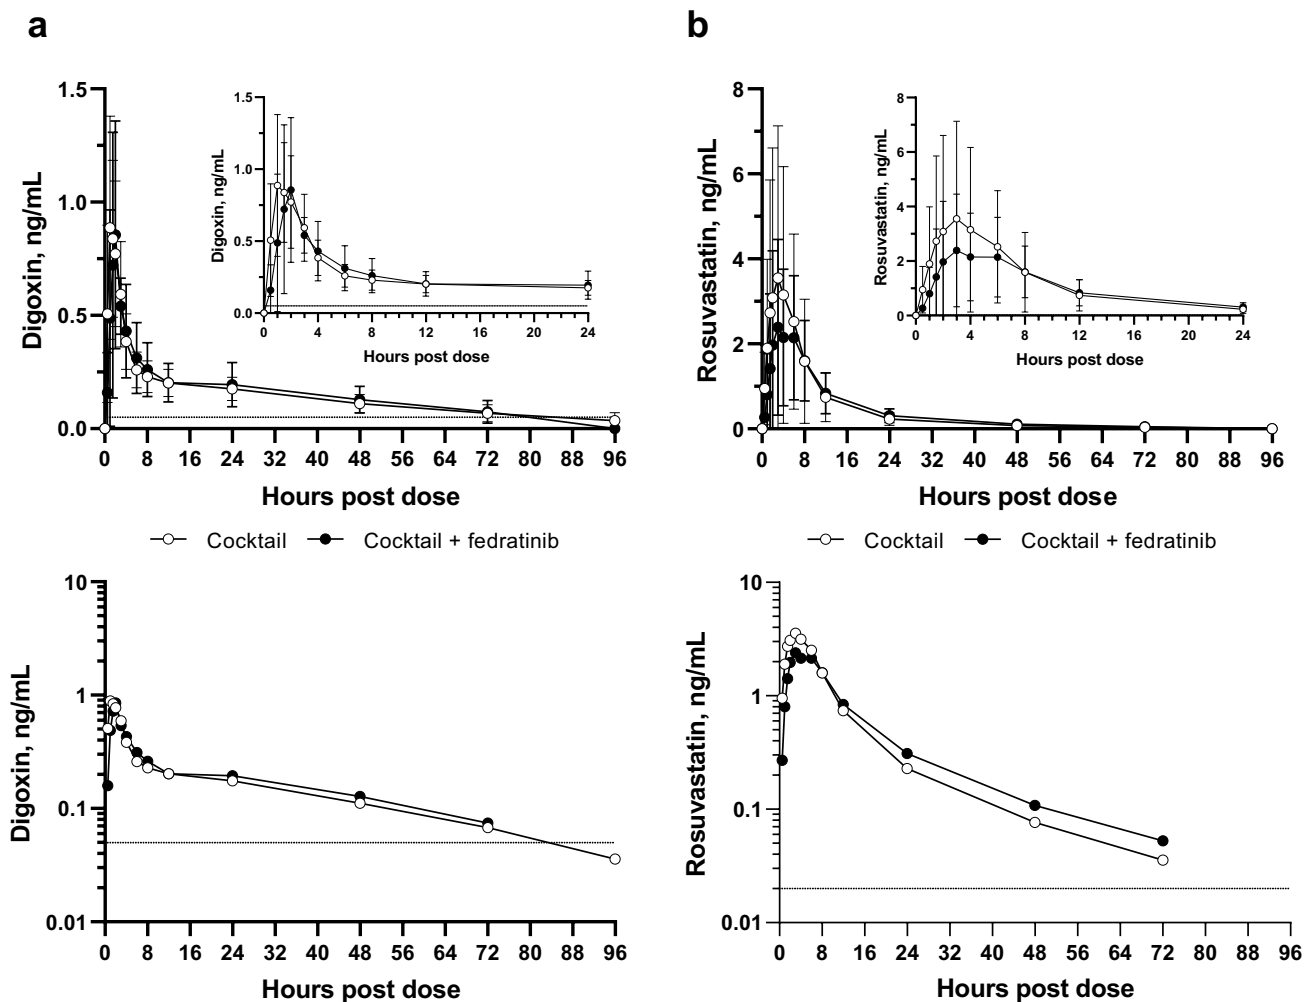 a
b
1.5
1.0
0.5
0.0
Digoxin, ng/mL
0 8 16 24 32 40 48 56 64 72 80 88 96
Hours post dose
1.5
1.0
0.5
0.0
Digoxin, ng/mL
0 4 8 12 16 20 24
Hours post dose
8
6
4
2
0
Rosuvastatin, ng/mL
0 8 16 24 32 40 48 56 64 72 80 88 96
Hours post dose
8
6
4
2
0
Rosuvastatin, ng/mL
0 4 8 12 16 20 24
Hours post dose
Cocktail Cocktail + fedratinib
Cocktail Cocktail + fedratinib
10
1
0.1
0.01
Digoxin, ng/mL
0 8 16 24 32 40 48 56 64 72 80 88 96
Hours post dose
10
1
0.1
0.01
Rosuvastatin, ng/mL
0 8 16 24 32 40 48 56 64 72 80 88 96
Hours post dose